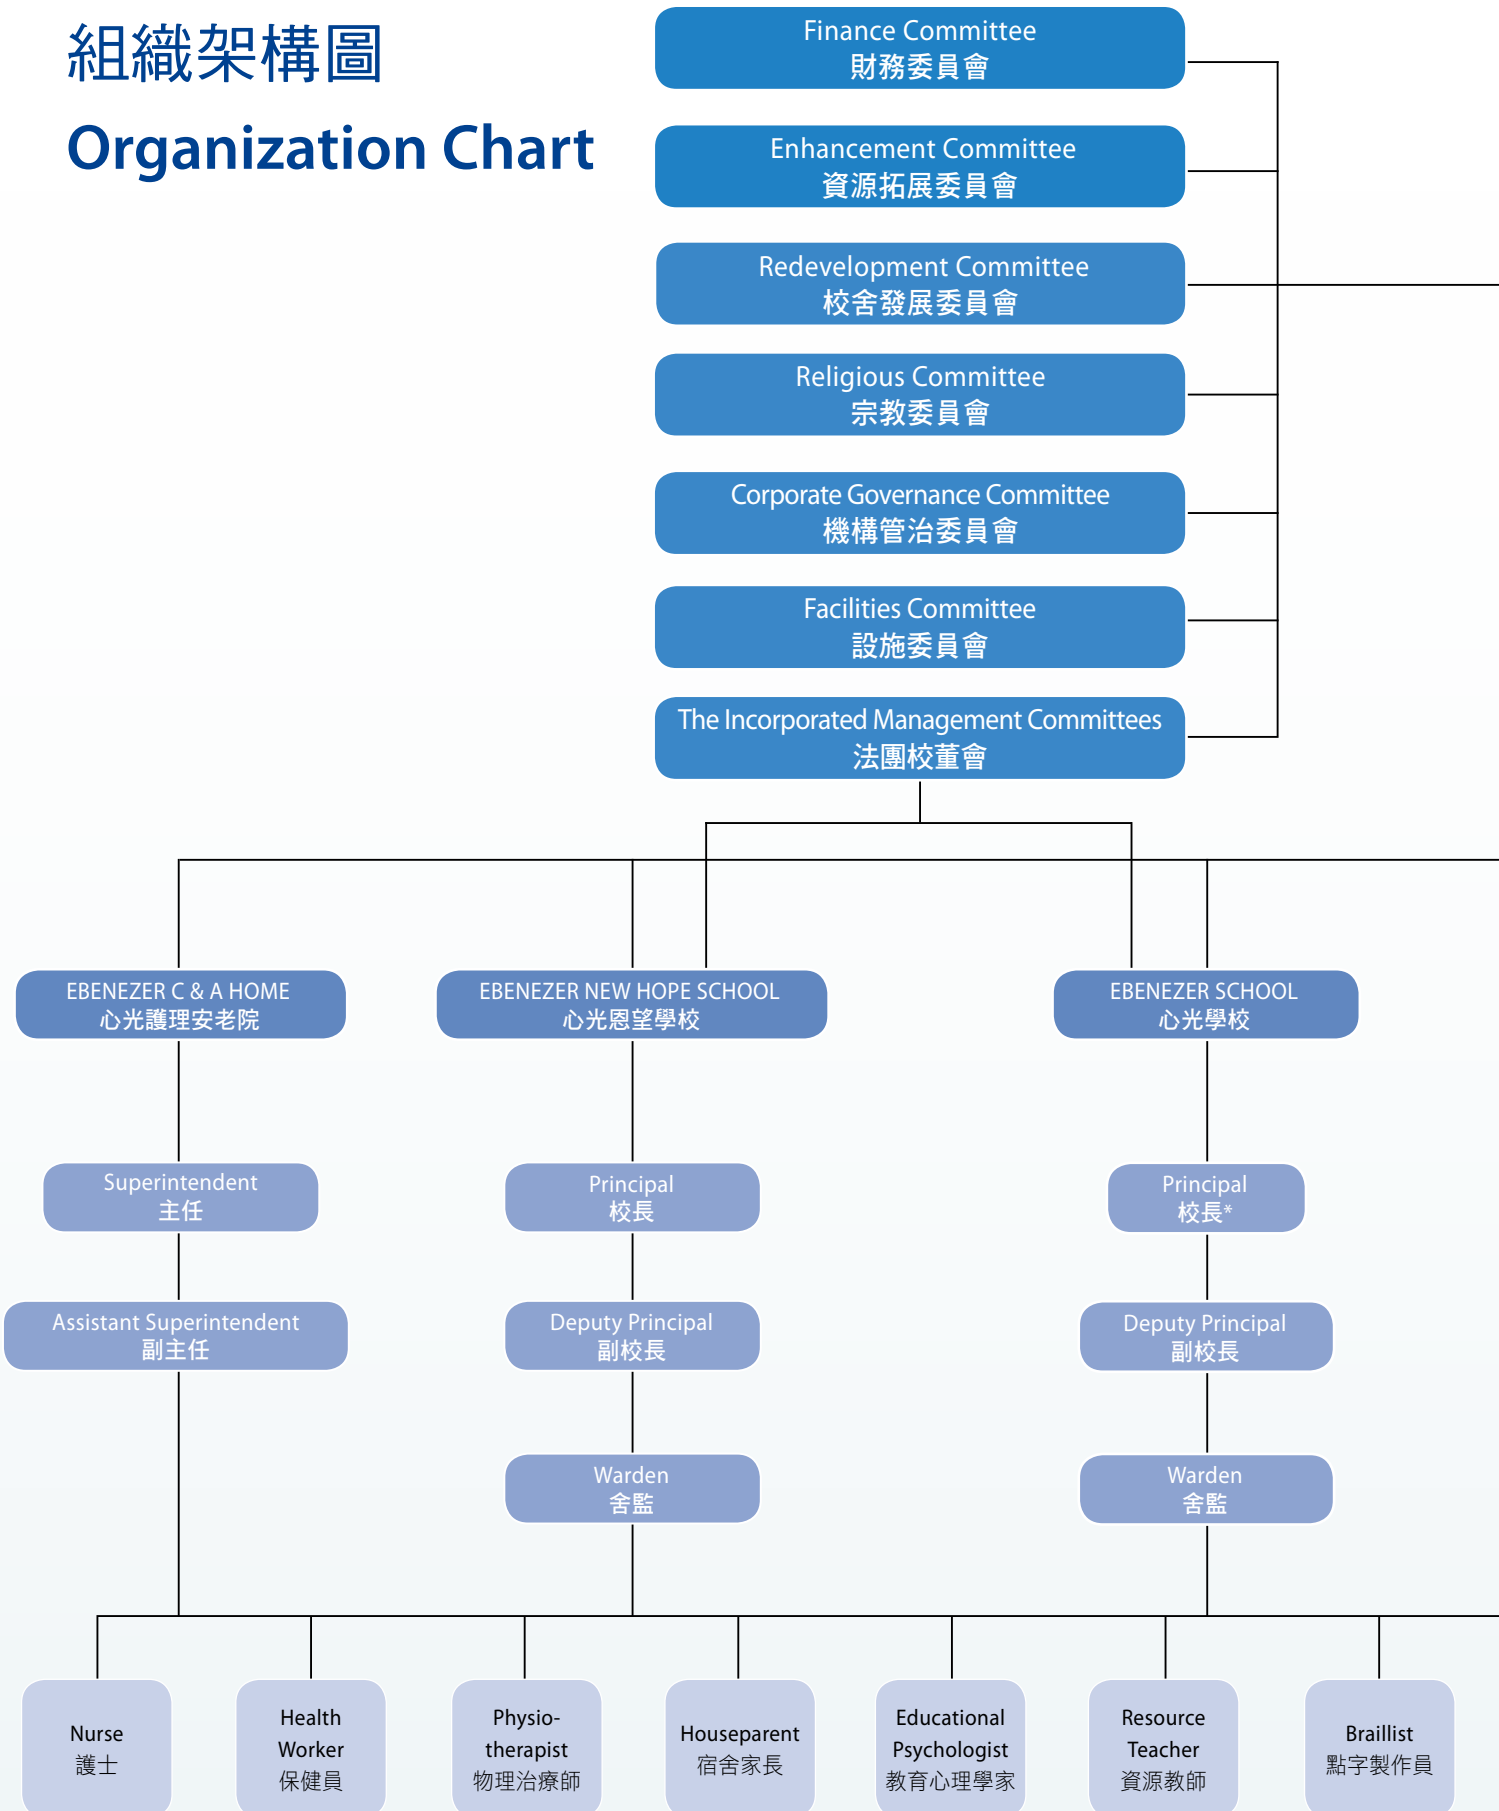 組織架構圖
Organization Chart
Finance Committee
財務委員會
Enhancement Committee
資源拓展委員會
Redevelopment Committee
校舍發展委員會
Religious Committee
宗教委員會
Corporate Governance Committee
機構管治委員會
Facilities Committee
設施委員會
The Incorporated Management Committees
法團校董會
EBENEZER C & A HOME
心光護理安老院
EBENEZER NEW HOPE SCHOOL
心光恩望學校
EBENEZER SCHOOL
心光學校
Superintendent
主任
Principal
校長
Principal
校長*
Assistant Superintendent
副主任
Deputy Principal
副校長
Deputy Principal
副校長
Warden
舍監
Warden
舍監
Nurse
護士
Health
Worker
保健員
Physio-
therapist
物理治療師
Houseparent
宿舍家長
Educational
Psychologist
教育心理學家
Resource
Teacher
資源教師
Braillist
點字製作員